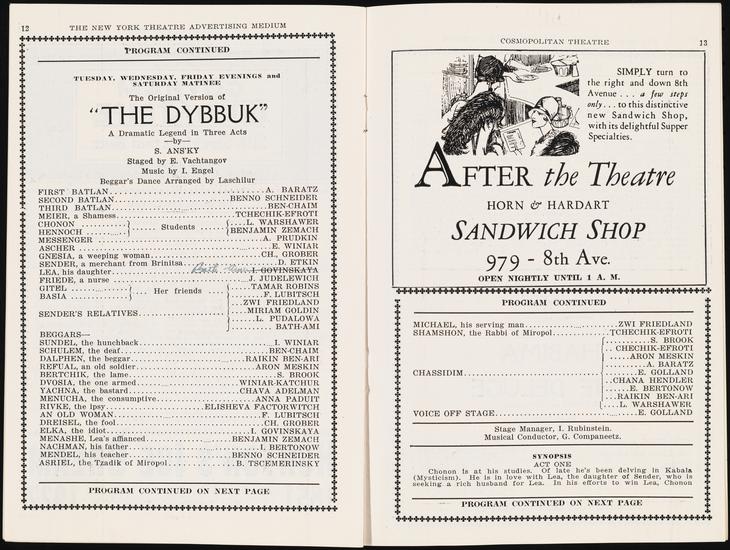 12 THE NEW YORK THEATRE ADVERTISING MEDIUM
PROGRAM CONTINUED
TUESDAY, WEDNESDAY, FRIDAY EVENINGS and
SATURDAY MATINEE
The Original Version of
"THE DYBBUK"
A Dramatic Legend in Three Acts
—by—
S. ANS'KY
Staged by E. Vachtangov
Music by I. Engel
Beggar's Dance Arranged by Laschilur
FIRST BATLAN A. BARATZ
SECOND BATLAN BENNO SCHNEIDER
THIRD BATLAN BEN-CHAIM
MEIER, a Shamess TCHECHIK-EFROTI
CHONON } Students { L. WARSHAWER
HENNOCH } { BENJAMIN ZEMACH
MESSENGER A. PRUDKIN
ASCHER E. WINIAR
GNESIA, a weeping woman CH., GROBER
SENDER, a merchant from Brinitsa D. ETKIN
LEA, his daughter I. GOVINSKAYA
FRIEDE, a nurse J. JUDELEWICH
GITEL } Her friends { TAMAR ROBINS
BASIA } { F. LUBITSCH
SENDER'S RELATIVES { ZWI FRIEDLAND
MIRIAM GOLDIN
L. PUDALOWA
BATH-AMI
BEGGARS—
SUNDEL, the hunchback I. WINIAR
SCHULEM, the deaf BEN-CHAIM
DALPHEN, the beggar RAIKIN BEN-ARI
REFUAL, an old soldier ARON MESKIN
BERTCHIK, the lame S. BROOK
DVOSIA, the one armed WINIAR-KATCHUR
YACHNA, the bastard CHAVA ADELMAN
MENUCHA, the consumptive ANNA PADUIT
RIVKE, the ipsy ELISHEVA FACTORWITCH
AN OLD WOMAN F. LUBITSCH
DREISEL, the fool CH. GROBER
ELKA, the idiot I. GOVINSKAYA
MENASHE, Lea's affianced BENJAMIN ZEMACH
NACHMAN, his father I. BERTONOW
MENDEL, his teacher BENNO SCHNEIDER
ASRIEL, the Tzadik of Miropol B. TSCEMERINSKY
PROGRAM CONTINUED ON NEXT PAGE
COSMOPOLITAN THEATRE 13
SIMPLY turn to
the right and down 8th
Avenue . . . a few steps
only . . . to this distinctive
new Sandwich Shop,
with its delightful Supper
Specialties.
AFTER the Theatre
HORN & HARDART
SANDWICH SHOP
979 - 8th Ave.
OPEN NIGHTLY UNTIL 1 A. M.
PROGRAM CONTINUED
MICHAEL, his serving man ZWI FRIEDLAND
SHAMSHON, the Rabbi of Miropol TCHECHIK-EFROTI
CHASSIDIM { S. BROOK
CHECHIK-EFROTI
ARON MESKIN
A. BARATZ
E. GOLLAND
CHANA HENDLER
E. BERTONOW
RAIKIN BEN-ARI
L. WARSHAWER
VOICE OFF STAGE E. GOLLAND
Stage Manager, I. Rubinstein.
Musical Conductor, G. Compancetz.
SYNOPSIS
ACT ONE
Chonon is at his studies. Of late he's been delving in Kabala
(Mysticism). He is in love with Lea, the daughter of Sender, who is
seeking a rich husband for Lea. In his efforts to win Lea, Chonon
PROGRAM CONTINUED ON NEXT PAGE